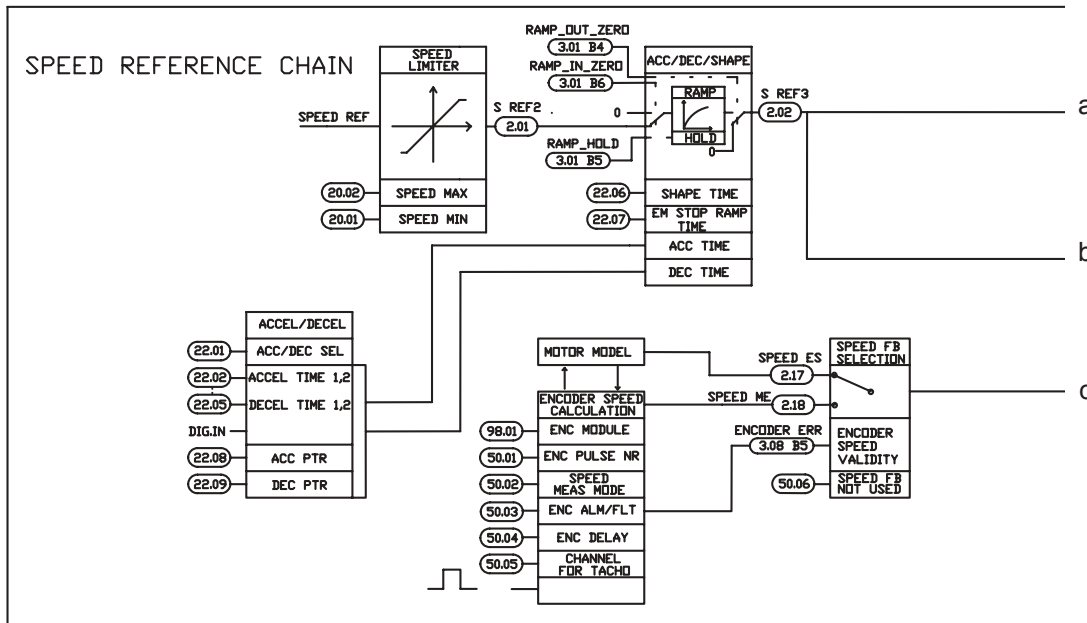 SPEED REFERENCE CHAIN
SPEED
LIMITER
SPEED REF
S REF2
2.01
20.02
SPEED MAX
20.01
SPEED MIN
RAMP_OUT_ZERO
3.01 B4
RAMP_IN_ZERO
3.01 B6
0
RAMP_HOLD
3.01 B5
ACC/DEC/SHAPE
RAMP
HOLD
0
S REF3
2.02
a
b
22.06
SHAPE TIME
22.07
EM STOP RAMP
TIME
ACC TIME
DEC TIME
ACCEL/DECEL
22.01
ACC/DEC SEL
22.02
ACCEL TIME 1,2
22.05
DECEL TIME 1,2
DIG.IN
22.08
ACC PTR
22.09
DEC PTR
MOTOR MODEL
ENCODER SPEED
CALCULATION
98.01
ENC MODULE
50.01
ENC PULSE NR
50.02
SPEED
MEAS MODE
50.03
ENC ALM/FLT
50.04
ENC DELAY
50.05
CHANNEL
FOR TACHO
SPEED ES
2.17
SPEED ME
2.18
ENCODER ERR
3.08 B5
50.06
SPEED FB
SELECTION
ENCODER
SPEED
VALIDITY
SPEED FB
NOT USED